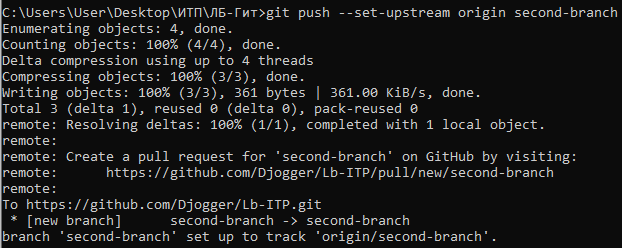 C:\Users\User\Desktop\ИТП\ЛБ-Гит>git push --set-upstream origin second-branch
Enumerating objects: 4, done.
Counting objects: 100% (4/4), done.
Delta compression using up to 4 threads
Compressing objects: 100% (3/3), done.
Writing objects: 100% (3/3), 361 bytes | 361.00 KiB/s, done.
Total 3 (delta 1), reused 0 (delta 0), pack-reused 0
remote: Resolving deltas: 100% (1/1), completed with 1 local object.
remote:
remote: Create a pull request for 'second-branch' on GitHub by visiting:
remote:      https://github.com/Djogger/Lb-ITP/pull/new/second-branch
remote:
To https://github.com/Djogger/Lb-ITP.git
 * [new branch]      second-branch -> second-branch
branch 'second-branch' set up to track 'origin/second-branch'.